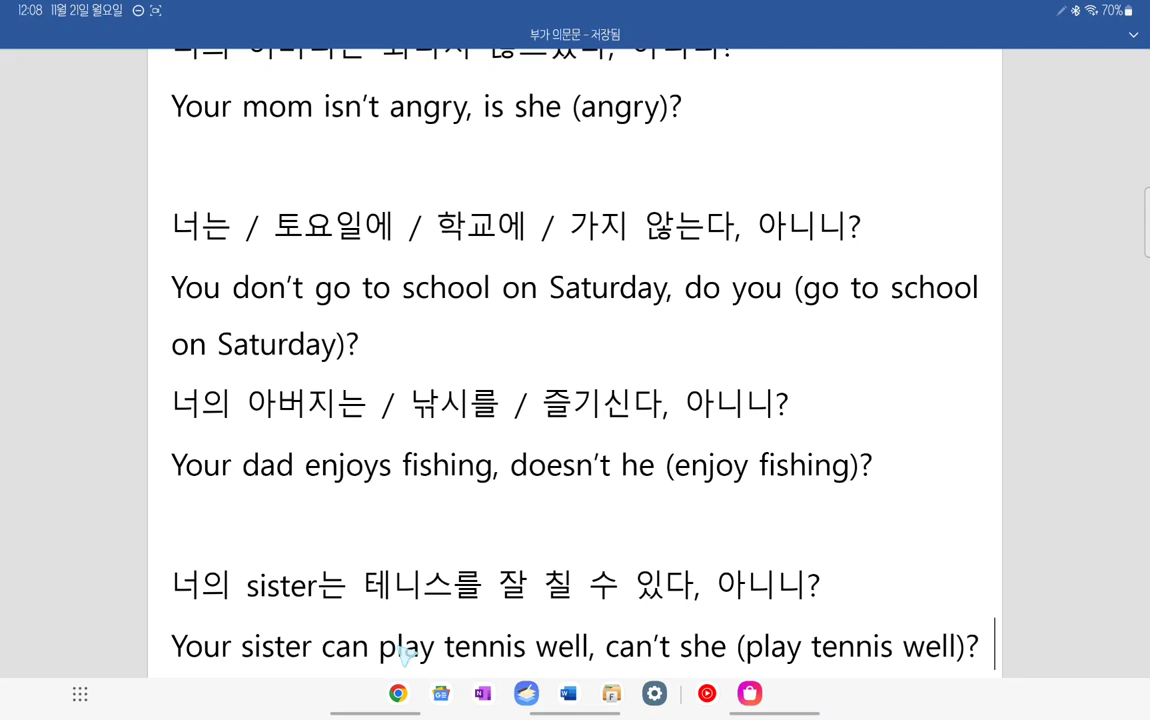 12:08 11월 21일 월요일
70%
부가 의문문 – 저장됨
Your mom isn't angry, is she (angry)?
너는 / 토요일에 / 학교에 / 가지 않는다, 아니니?
You don't go to school on Saturday, do you (go to school
on Saturday)?
너의 아버지는 / 낚시를 / 즐기신다, 아니니?
Your dad enjoys fishing, doesn't he (enjoy fishing)?
너의 sister는 테니스를 잘 칠 수 있다, 아니니?
Your sister can play tennis well, can't she (play tennis well)?